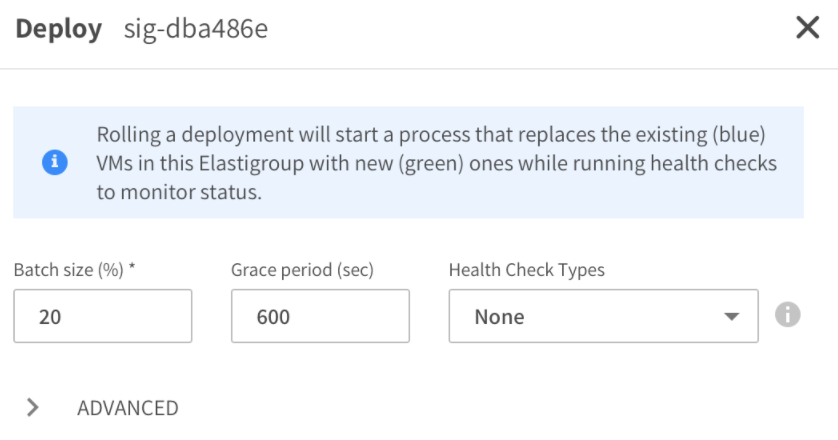 Deploy sig-dba486e
Rolling a deployment will start a process that replaces the existing (blue)
VMs in this Elastigroup with new (green) ones while running health checks
to monitor status.
Batch size (%) * Grace period (sec) Health Check Types
20 600 None
ADVANCED